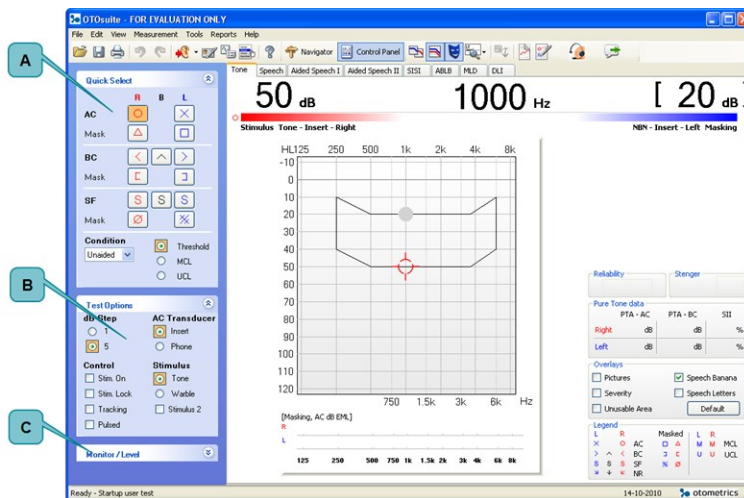 OTOsuite - FOR EVALUATION ONLY
File Edit View Measurement Tools Reports Help
Navigator Control Panel
A
Quick Select
Tone Speech Aided Speech I Aided Speech II SISI ABLB MLD DLI
R B L
AC
Mask
BC
Mask
SF S S S
Mask
Condition
Unaided
Threshold
MCL
UCL
50 dB 1000 Hz [ 20 dB
Stimulus Tone - Insert - Right NBN - Insert - Left Masking
HL 125 250 500 1k 2k 4k 8k
-10
0
10
20
30
40
50
60
70
80
90
100
110
120
750 1.5k 3k 6k Hz
B
Test Options
dB Step AC Transducer
1 Insert
5 Phone
Control Stimulus
Stim. On Tone
Stim. Lock Warble
Tracking Stimulus 2
Pulsed
C
Monitor / Level
[Masking, AC dB EML]
R
L
125 250 500 750 1k 1.5k 2k 3k 4k 6k 8k
Reliability Stenger
Pure Tone data
PTA - AC PTA - BC SII
Right dB dB %
Left dB dB %
Overlays
Pictures Speech Banana
Severity Speech Letters
Unusable Area Default
Legend
L R Masked L R
AC M M MCL
BC U U UCL
S S S SF
NR
Ready - Startup user test 14-10-2010 otometrics